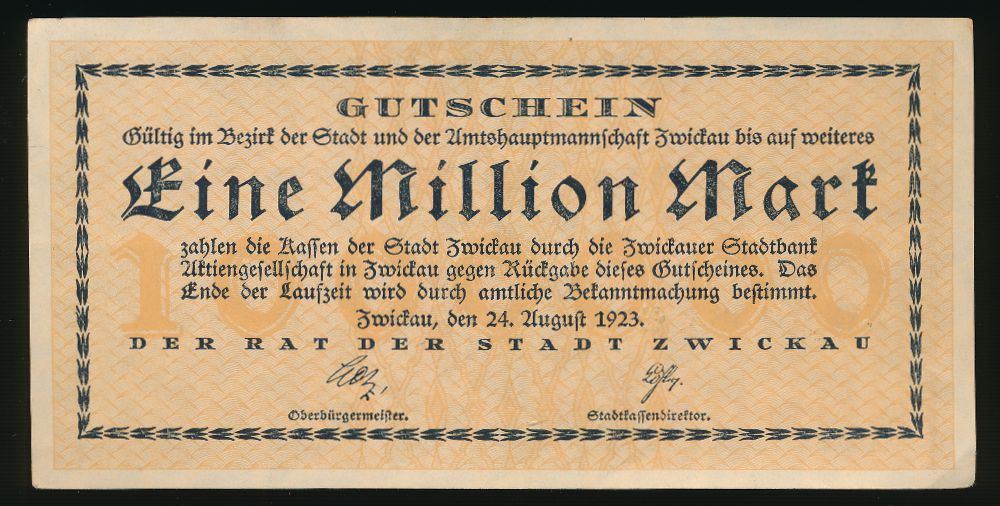 GUTSCHEIN
Gültig im Bezirk der Stadt und der Amtshauptmannschaft Zwickau bis auf weiteres
Eine Million Mark
zahlen die Kassen der Stadt Zwickau durch die Zwickauer Stadtbank
Aktiengesellschaft in Zwickau gegen Rückgabe dieses Gutscheines. Das
Ende der Laufzeit wird durch amtliche Bekanntmachung bestimmt.
Zwickau, den 24. August 1923.
DER RAT DER STADT ZWICKAU
Oberbürgermeister. Stadtkassendirektor.